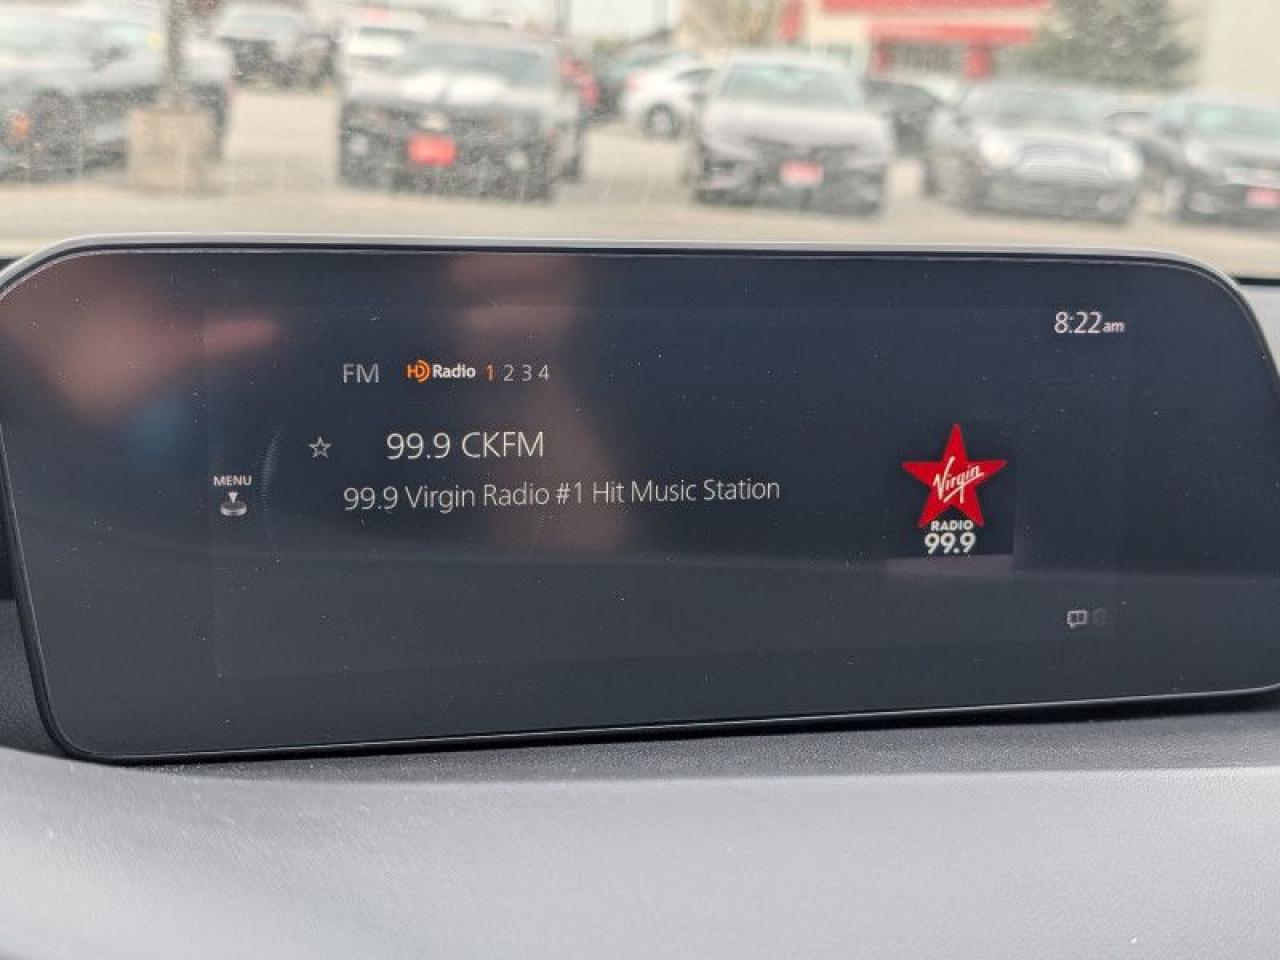 8:22am
FM HD Radio 1 2 3 4
99.9 CKFM
MENU
99.9 Virgin Radio #1 Hit Music Station
Virgin
RADIO
99.9